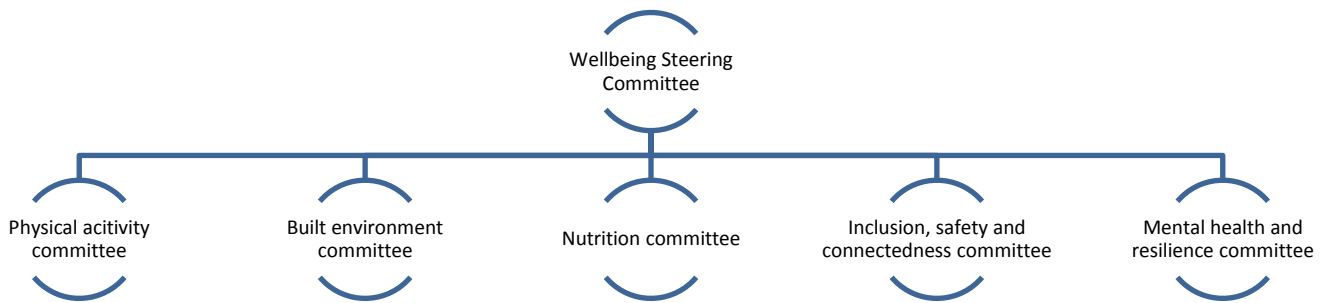 Wellbeing Steering
Committee
Physical acitivity
committee
Built environment
committee
Nutrition committee
Inclusion, safety and
connectedness committee
Mental health and
resilience committee